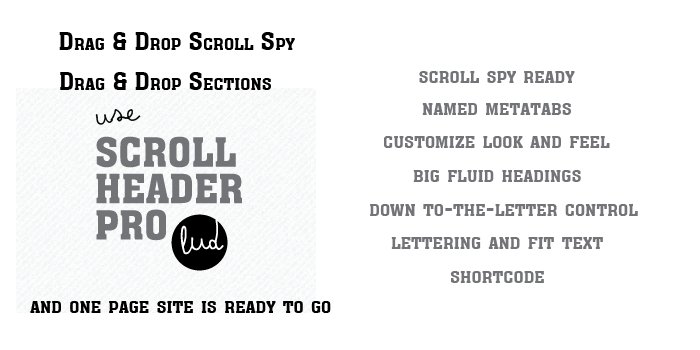 Drag & Drop Scroll Spy
Drag & Drop Sections
use
SCROLL
HEADER
PRO
lud
AND ONE PAGE SITE IS READY TO GO
SCROLL SPY READY
NAMED METATABS
CUSTOMIZE LOOK AND FEEL
BIG FLUID HEADINGS
DOWN TO-THE-LETTER CONTROL
LETTERING AND FIT TEXT
SHORTCODE